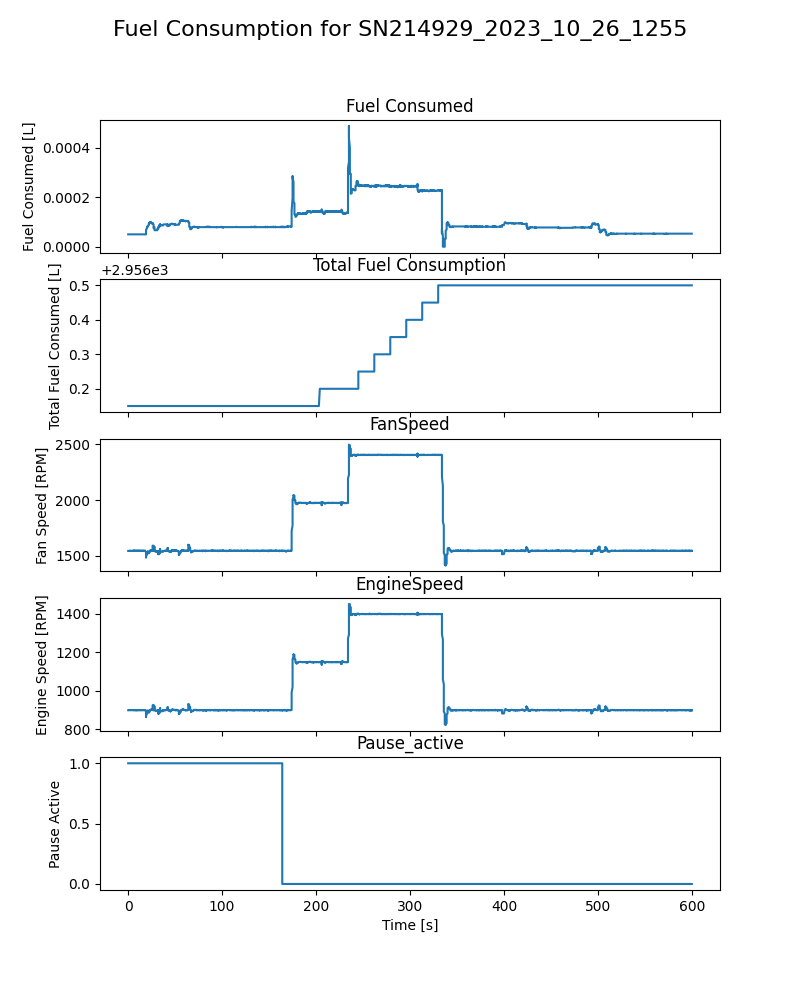 Fuel Consumption for SN214929_2023_10_26_1255
Fuel Consumed
Fuel Consumed [L]
0.0004
0.0002
0.0000
Total Fuel Consumption
+2.956e3
Total Fuel Consumed [L]
0.5
0.4
0.3
0.2
FanSpeed
Fan Speed [RPM]
2500
2000
1500
EngineSpeed
Engine Speed [RPM]
1400
1200
1000
800
Pause_active
Pause Active
1.0
0.5
0.0
0 100 200 300 400 500 600
Time [s]